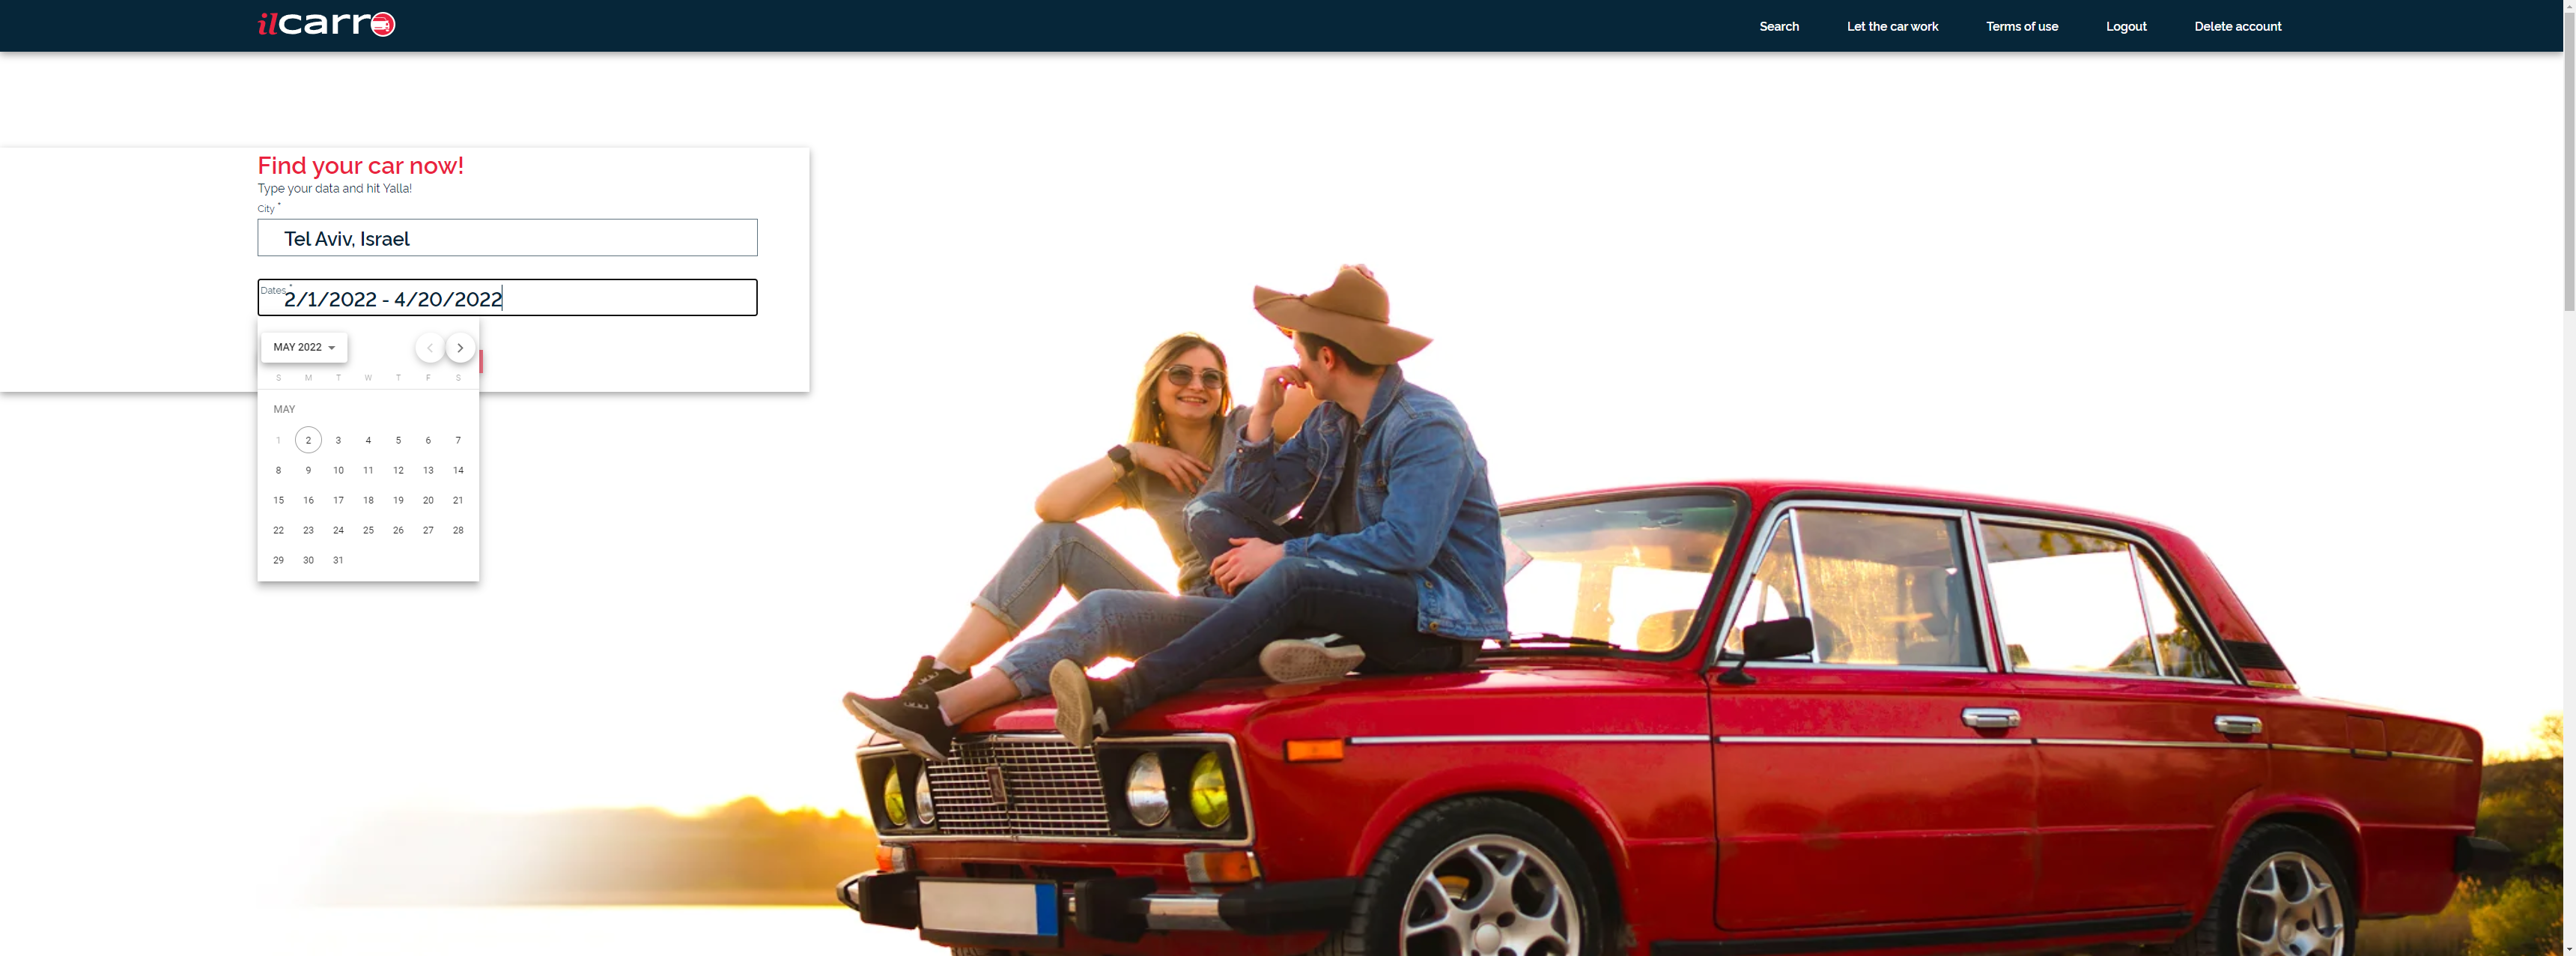 ilcarro
Search
Let the car work
Terms of use
Logout
Delete account
Find your car now!
Type your data and hit Yalla!
City *
Tel Aviv, Israel
Dates *
2/1/2022 - 4/20/2022
MAY 2022
S M T W T F S
MAY
1 2 3 4 5 6 7
8 9 10 11 12 13 14
15 16 17 18 19 20 21
22 23 24 25 26 27 28
29 30 31